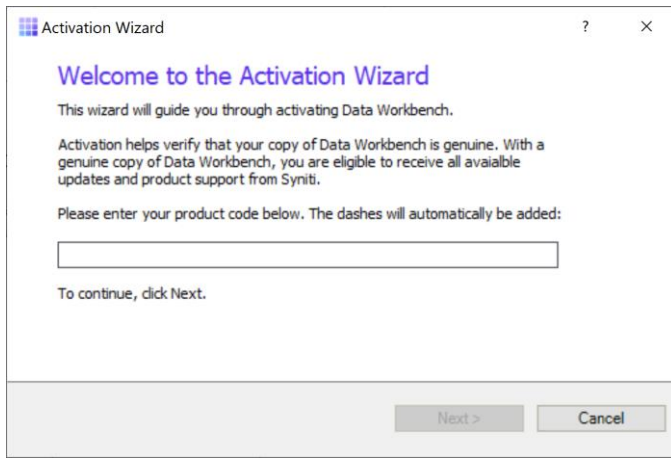 Activation Wizard
?
×
Welcome to the Activation Wizard
This wizard will guide you through activating Data Workbench.
Activation helps verify that your copy of Data Workbench is genuine. With a
genuine copy of Data Workbench, you are eligible to receive all avaialble
updates and product support from Syniti.
Please enter your product code below. The dashes will automatically be added:
To continue, click Next.
Next >
Cancel